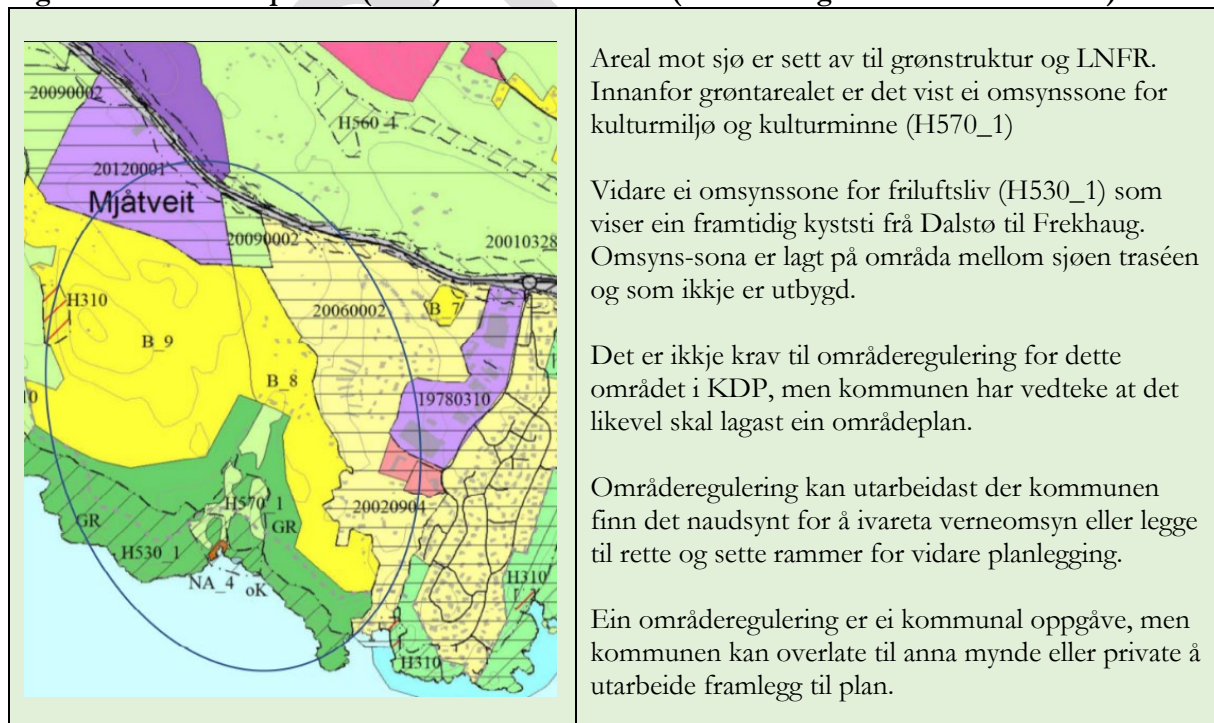 20090002
H560_4
20120001
Mjåtveit
20090002
20010328
H310
20060002
B_7
B_9
B_8
19780310
H570_1
20020904
GR
GR
H530_1
H310
NA_4
oK
H310
Areal mot sjø er sett av til grønstruktur og LNFR.
Innanfor grøntarealet er det vist ei omsynssone for
kulturmiljø og kulturminne (H570_1)
Vidare ei omsynssone for friluftsliv (H530_1) som
viser ein framtidig kyststi frå Dalstø til Frekhaug.
Omsyns-sona er lagt på områda mellom sjøen traséen
og som ikkje er utbygd.
Det er ikkje krav til områderegulering for dette
området i KDP, men kommunen har vedteke at det
likevel skal lagast ein områdeplan.
Områderegulering kan utarbeidast der kommunen
finn det naudsynt for å ivareta verneomsyn eller legge
til rette og sette rammer for vidare planlegging.
Ein områderegulering er ei kommunal oppgåve, men
kommunen kan overlate til anna mynde eller private å
utarbeide framlegg til plan.